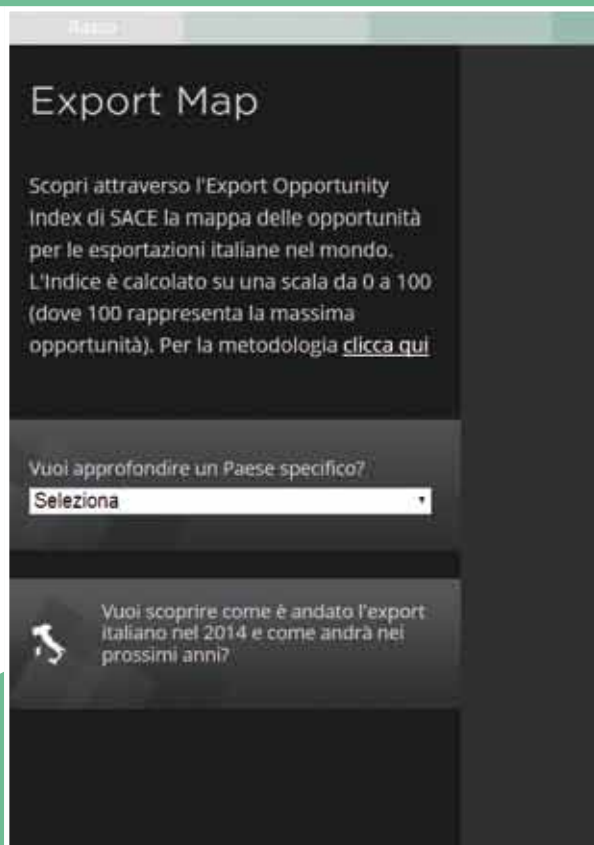 Export Map
Scopri attraverso l'Export Opportunity
Index di SACE la mappa delle opportunità
per le esportazioni italiane nel mondo.
L'Indice è calcolato su una scala da 0 a 100
(dove 100 rappresenta la massima
opportunità). Per la metodologia clicca qui
Vuoi approfondire un Paese specifico?
Seleziona
Vuoi scoprire come è andato l'export
italiano nel 2014 e come andrà nei
prossimi anni?